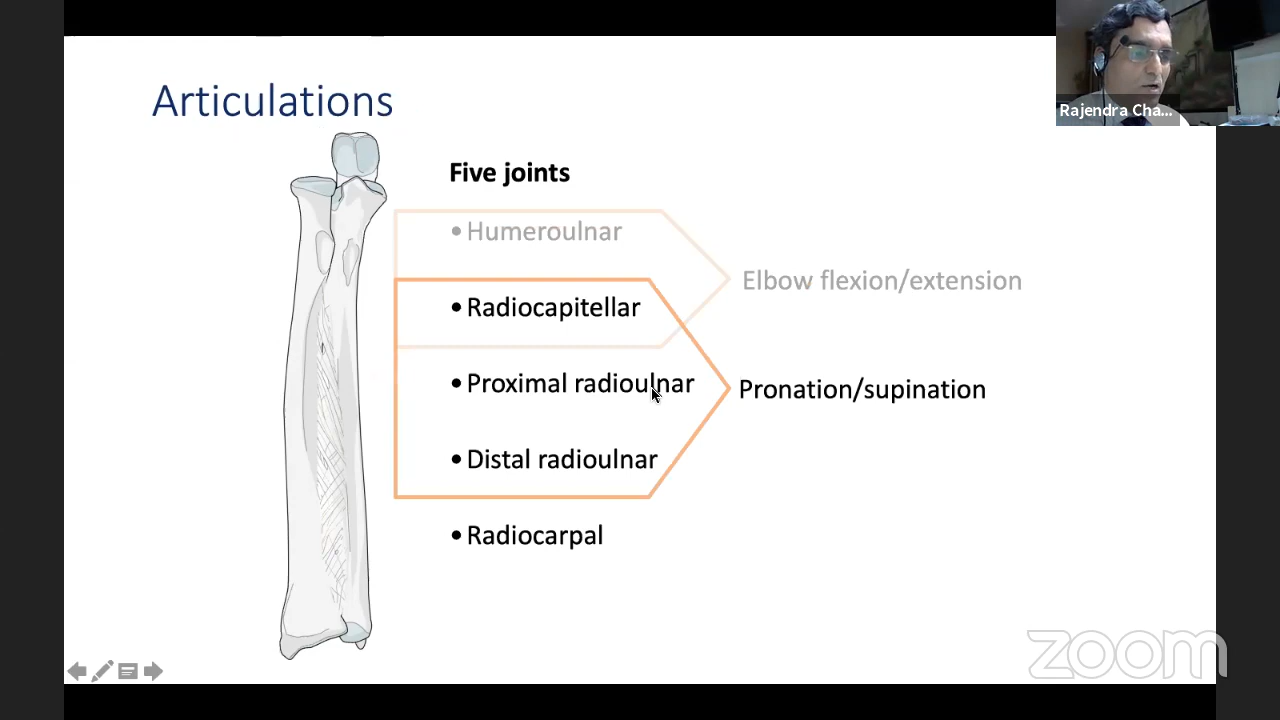 Articulations
Rajendra Cha...
Five joints
• Humeroulnar
Elbow flexion/extension
• Radiocapitellar
• Proximal radioulnar
Pronation/supination
• Distal radioulnar
• Radiocarpal
zoom